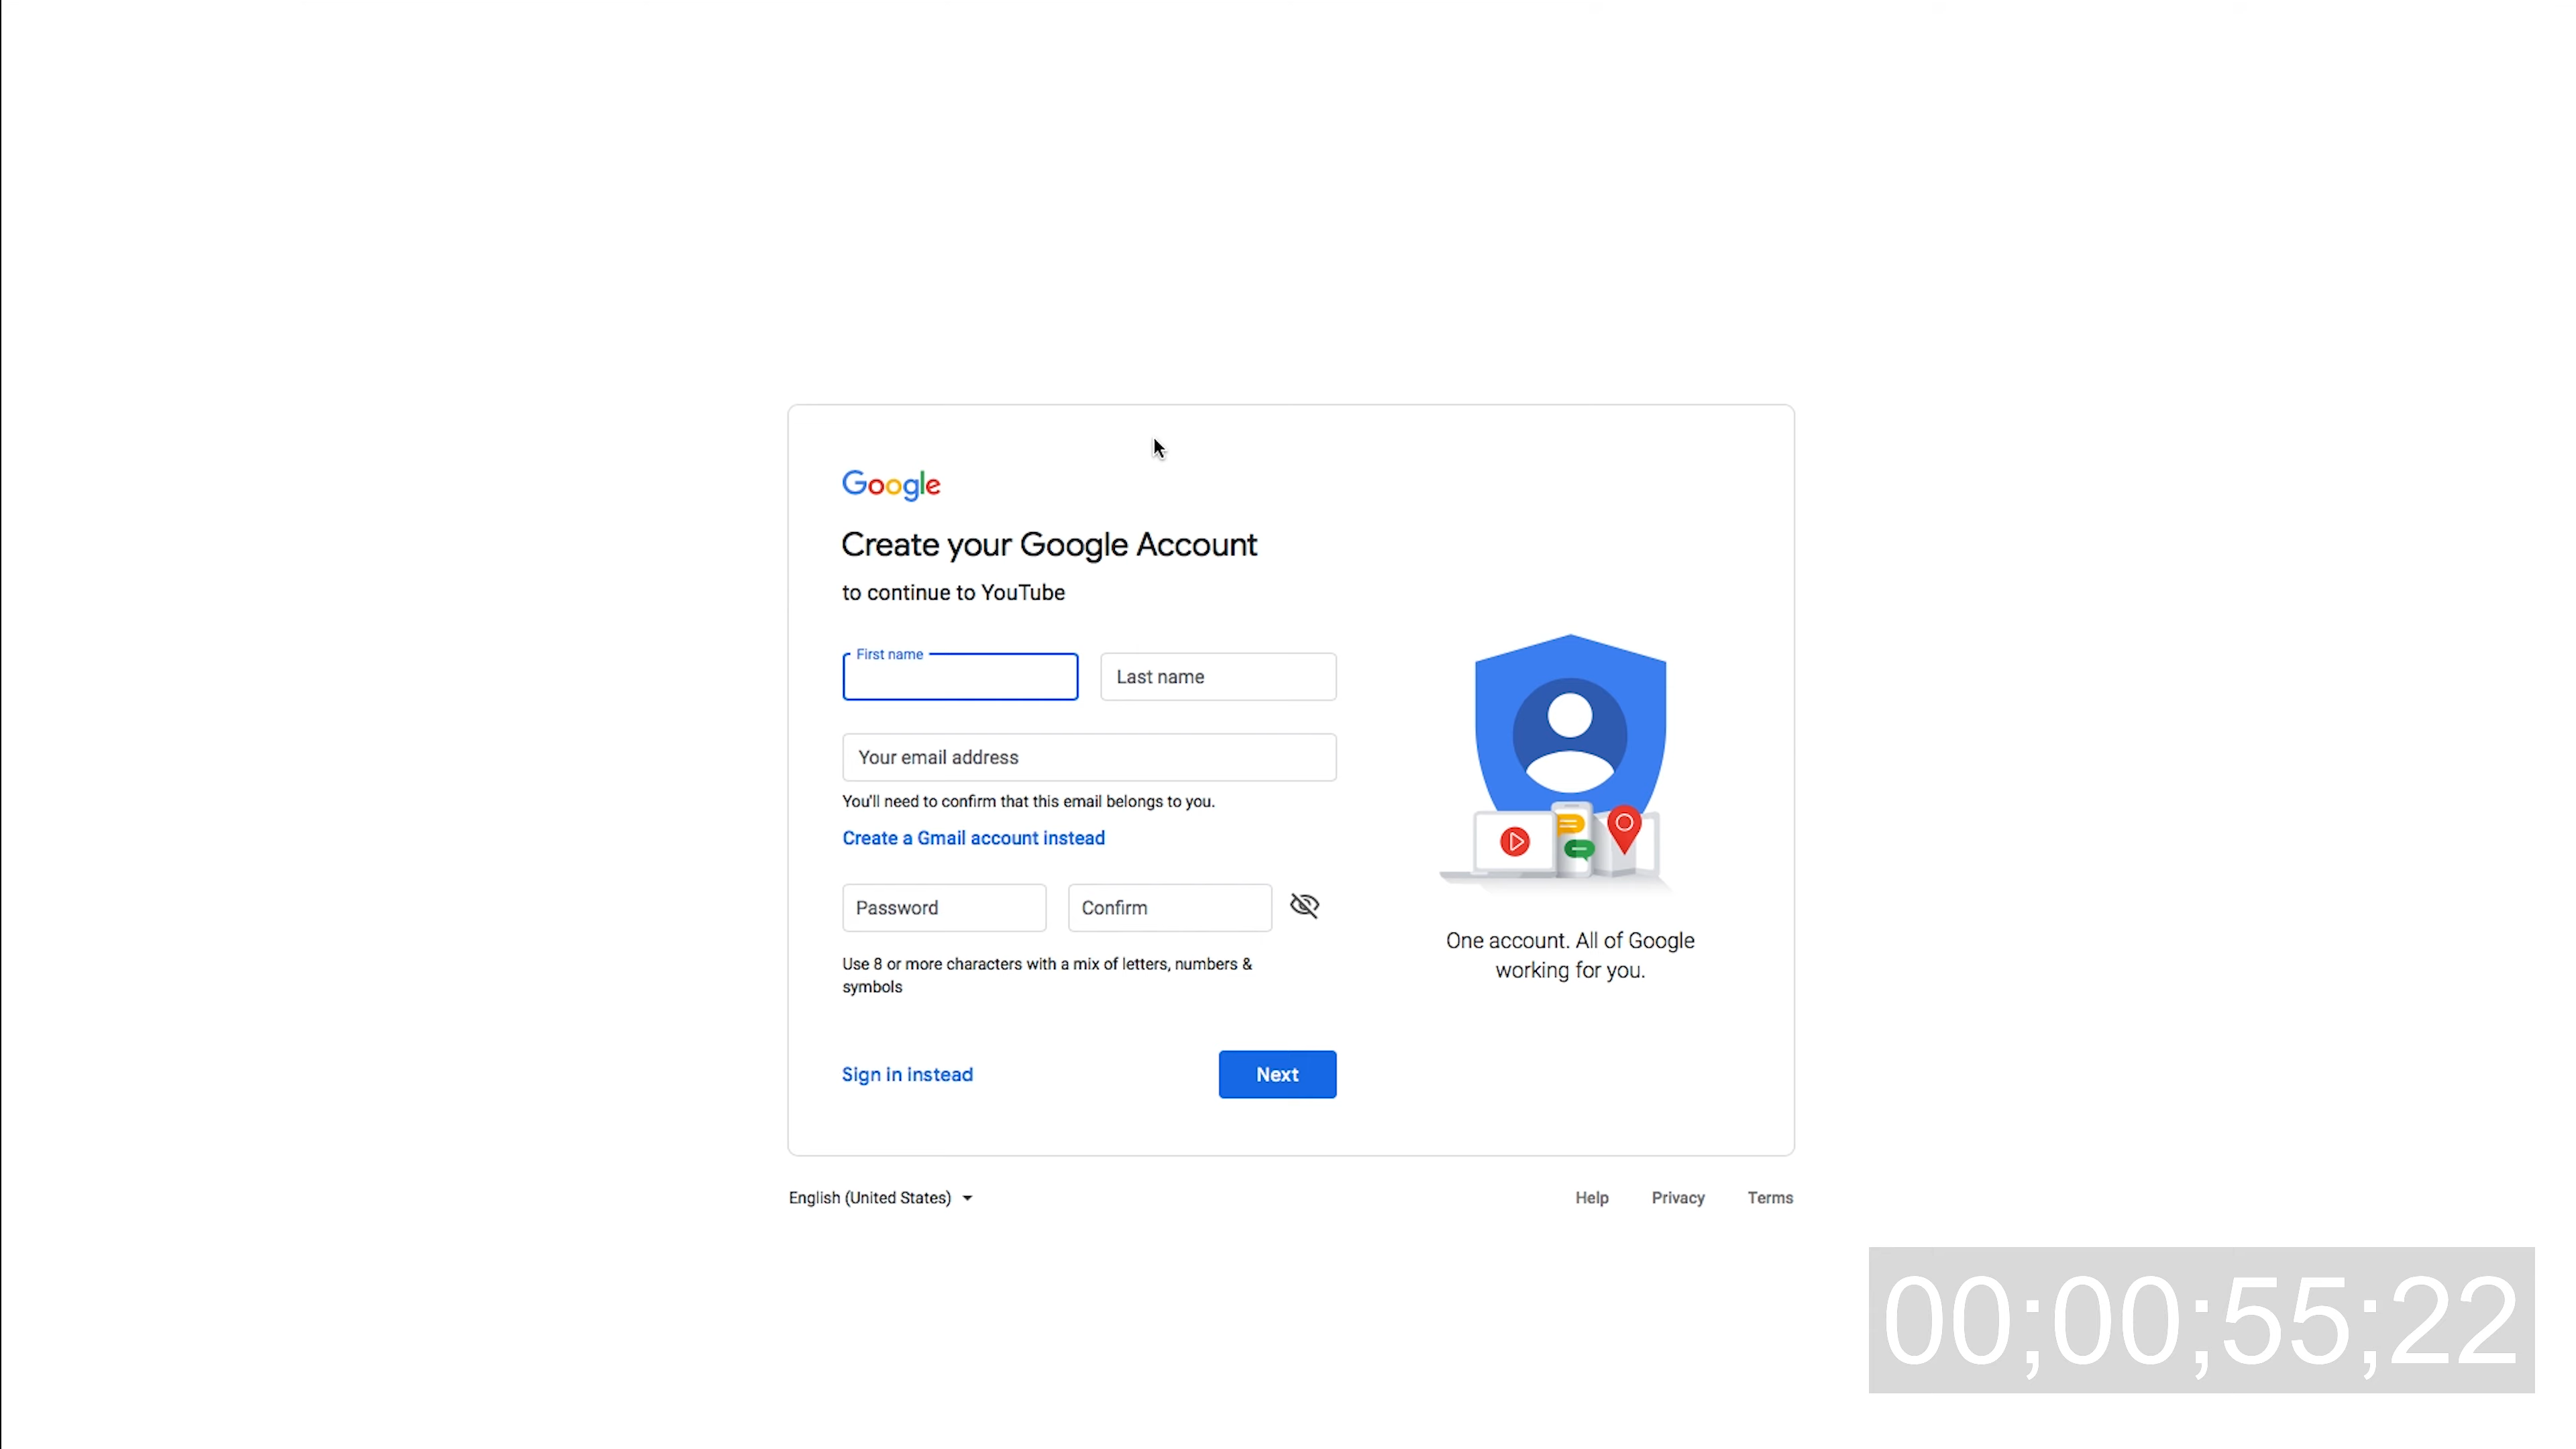 Google
Create your Google Account
to continue to YouTube
First name
Last name
Your email address
You'll need to confirm that this email belongs to you.
Create a Gmail account instead
Password
Confirm
Use 8 or more characters with a mix of letters, numbers &
symbols
Sign in instead
Next
One account. All of Google
working for you.
English (United States)
Help
Privacy
Terms
00;00;55;22